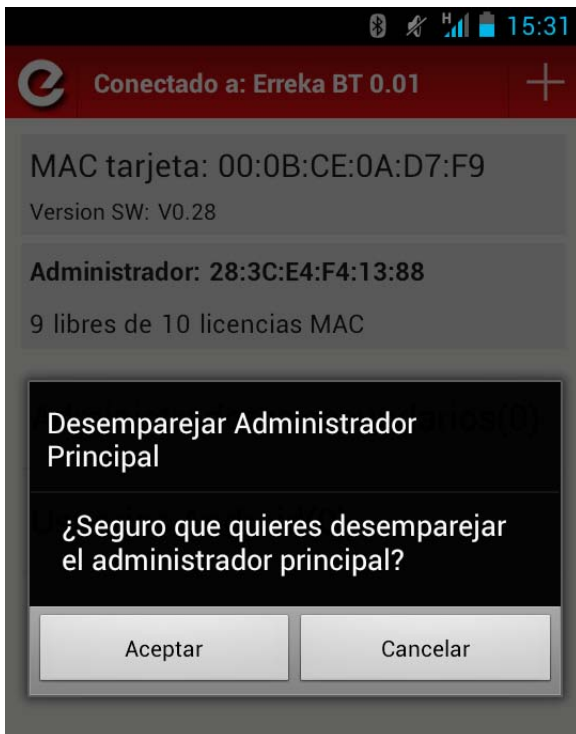 15:31
Conectado a: Erreka BT 0.01
MAC tarjeta: 00:0B:CE:0A:D7:F9
Version SW: V0.28
Administrador: 28:3C:E4:F4:13:88
9 libres de 10 licencias MAC
Desemparejar Administrador
Principal
¿Seguro que quieres desemparejar
el administrador principal?
Aceptar
Cancelar